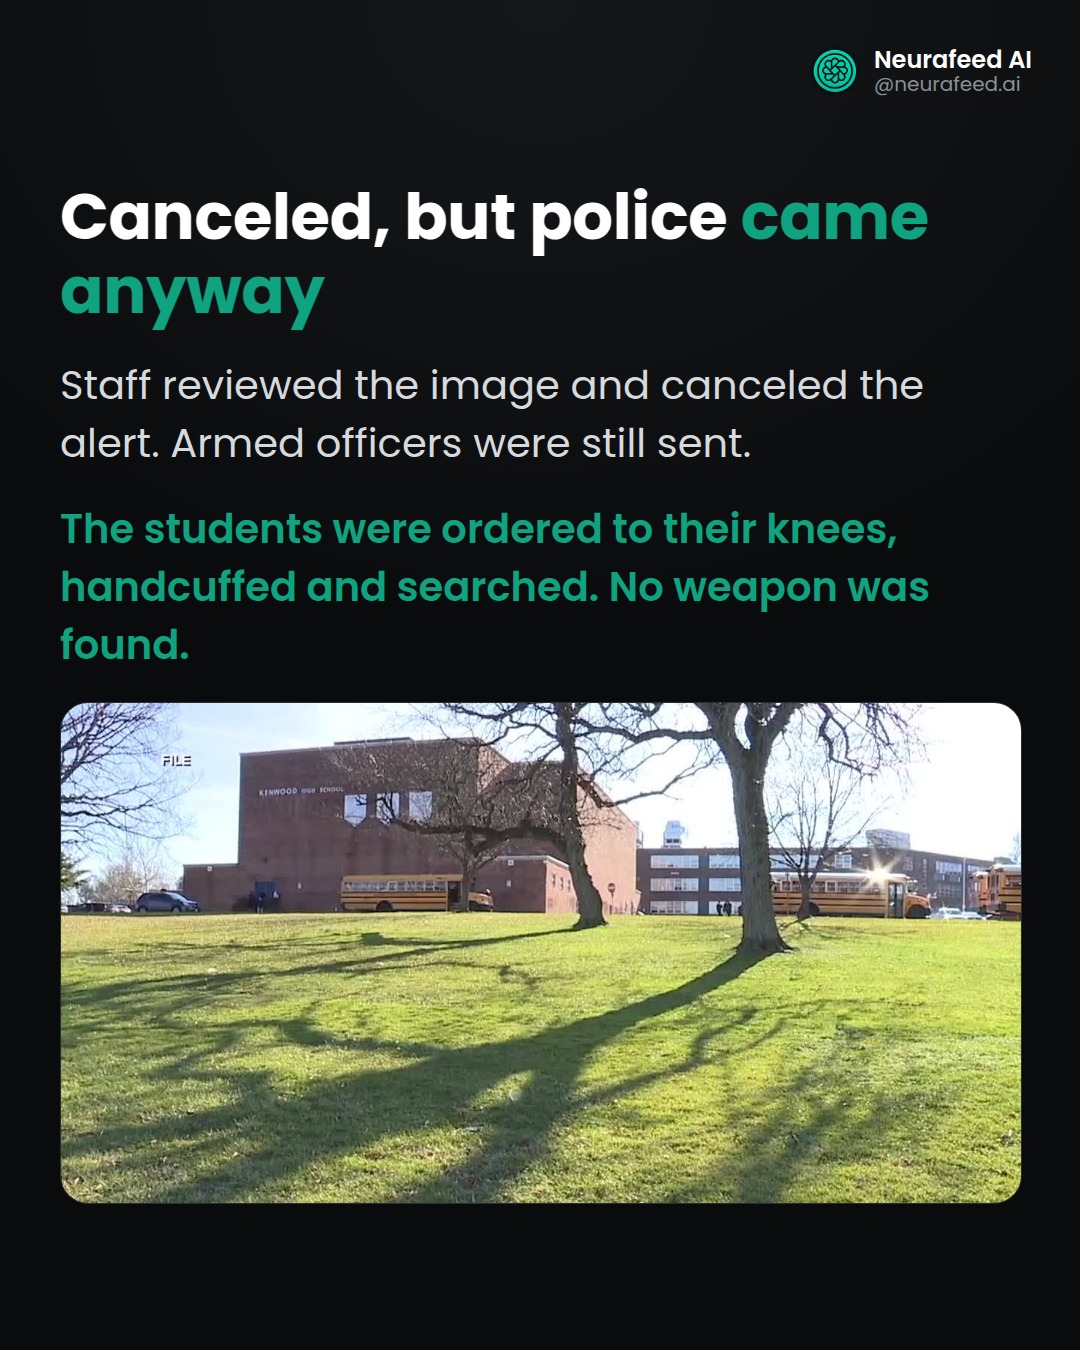 Neurafeed AI
@neurafeed.ai
Canceled, but police came
anyway
Staff reviewed the image and canceled the
alert. Armed officers were still sent.
The students were ordered to their knees,
handcuffed and searched. No weapon was
found.
FILE
KENWOOD HIGH SCHOOL